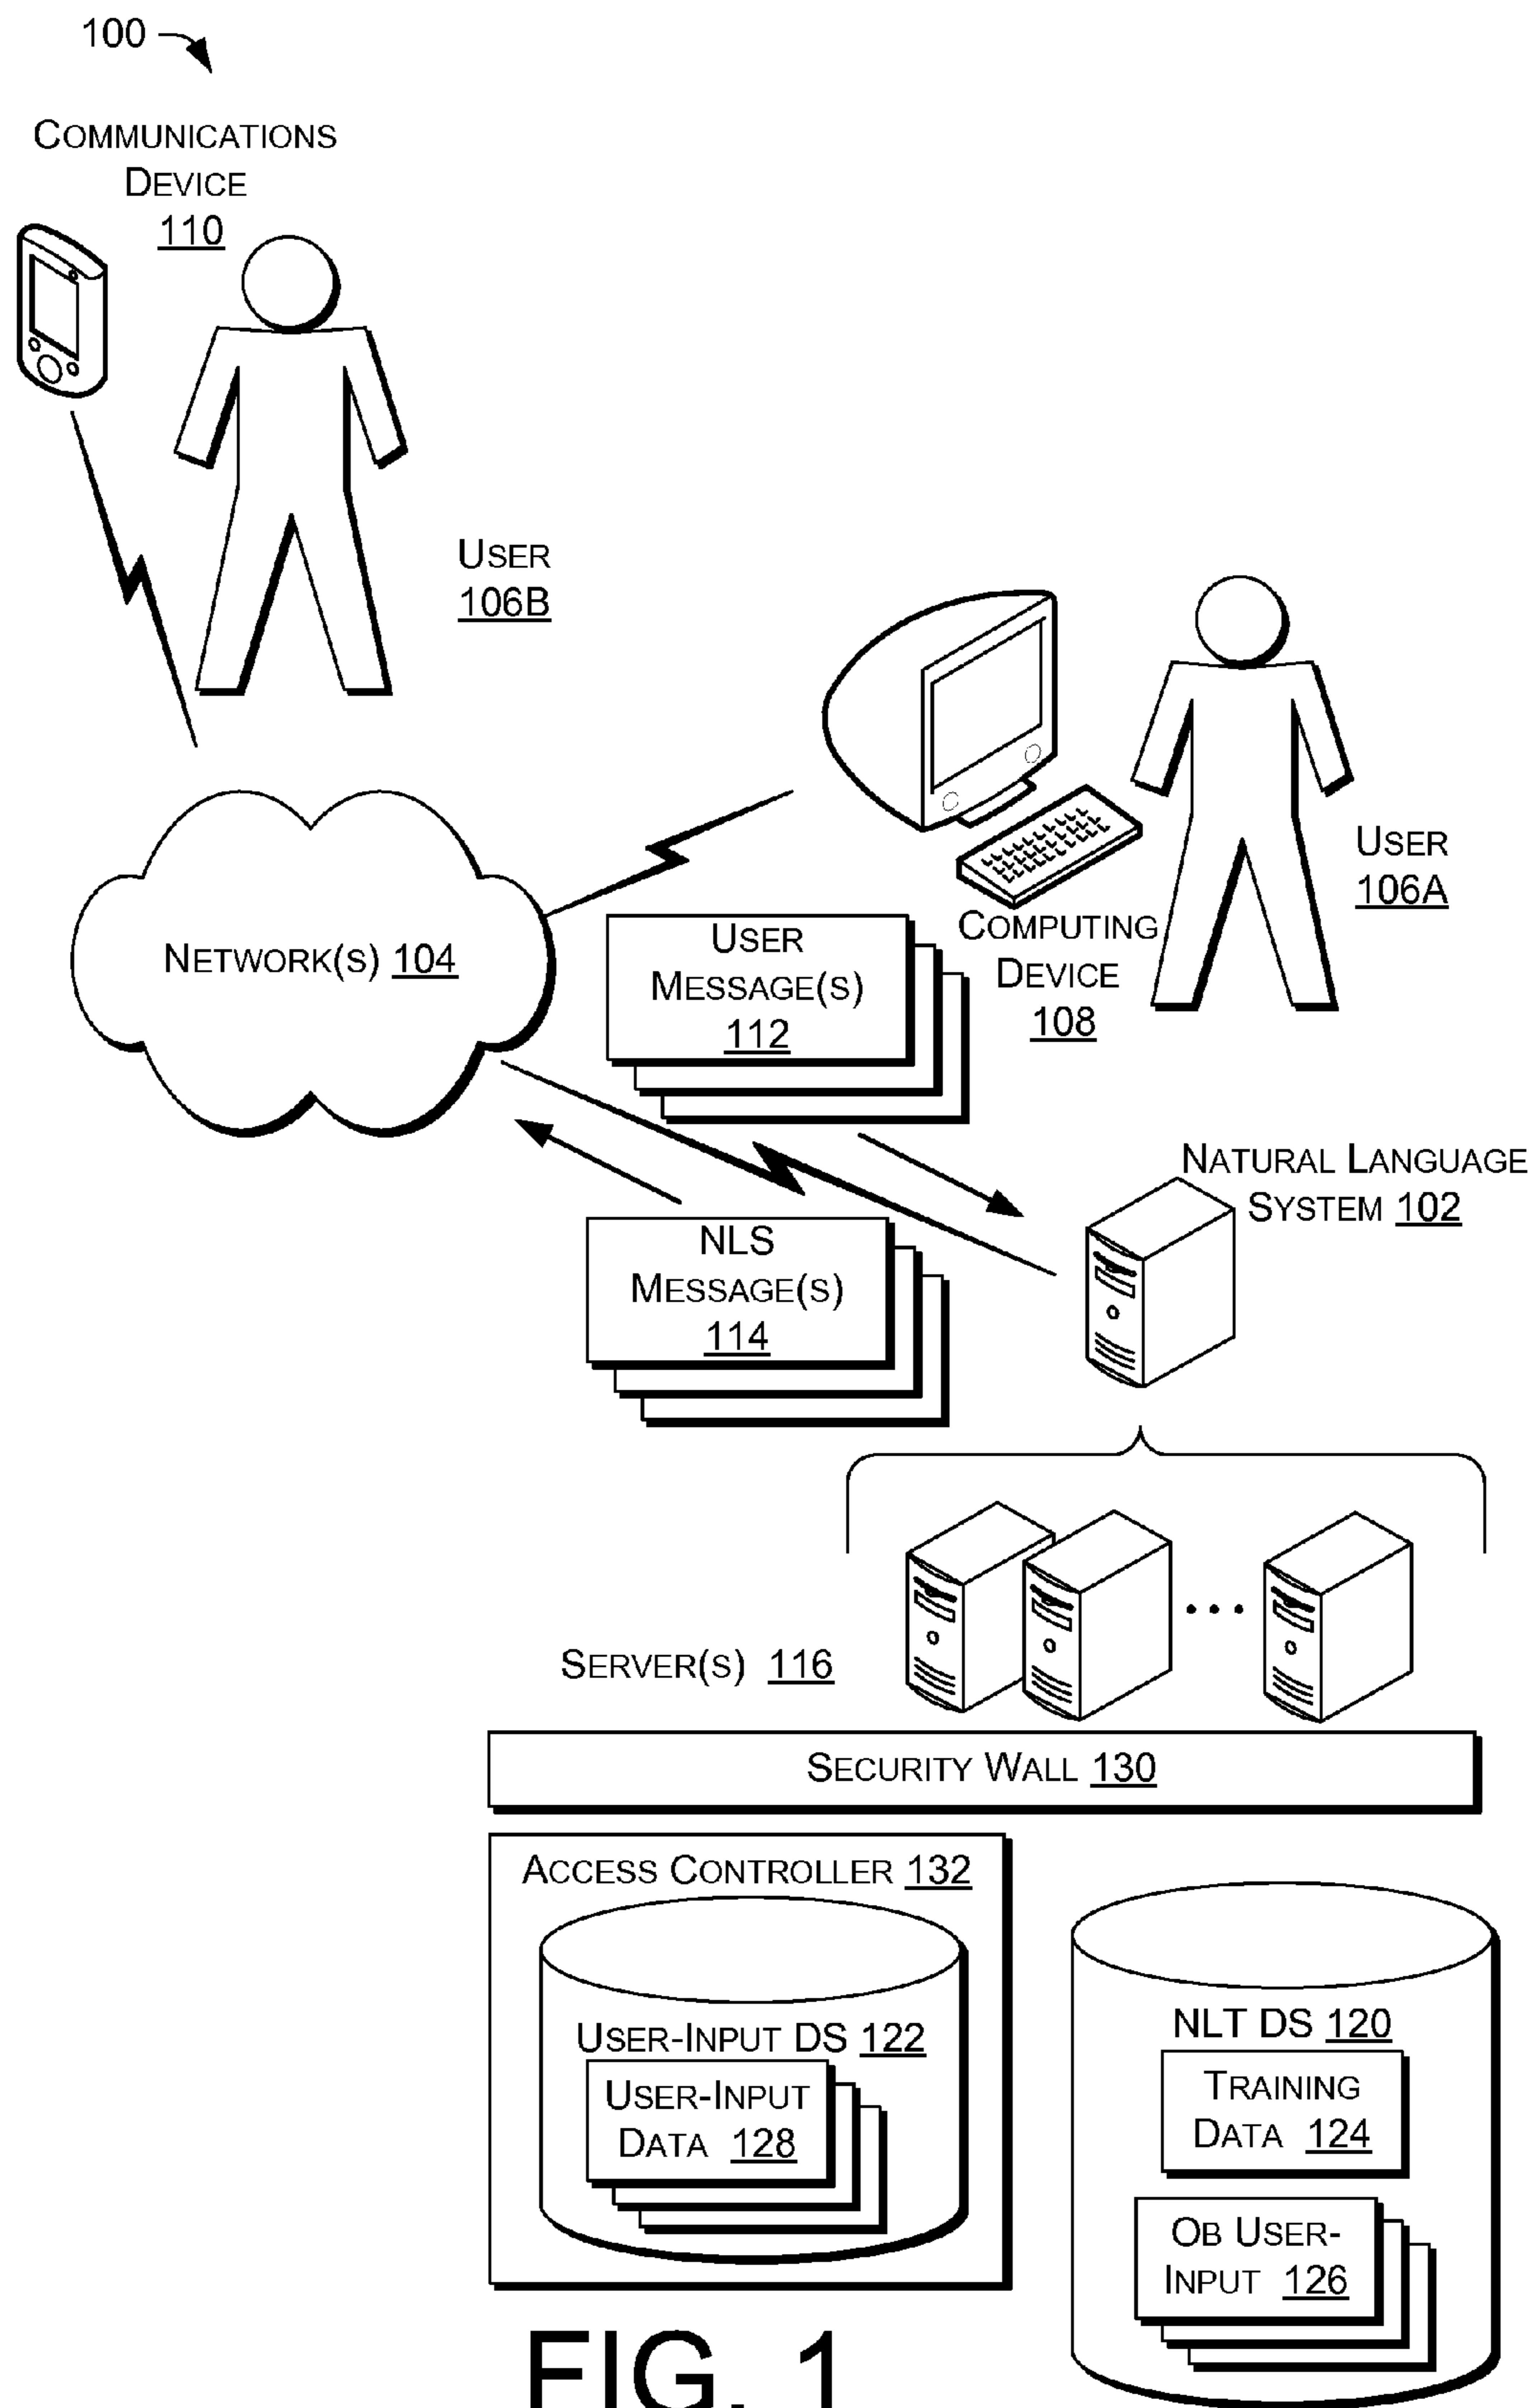 100
COMMUNICATIONS
DEVICE
110
USER
106B
USER
106A
NETWORK(S) 104
USER
MESSAGE(S)
112
COMPUTING
DEVICE
108
NATURAL LANGUAGE
SYSTEM 102
NLS
MESSAGE(S)
114
SERVER(S) 116
SECURITY WALL 130
ACCESS CONTROLLER 132
USER-INPUT DS 122
USER-INPUT
DATA 128
NLT DS 120
TRAINING
DATA 124
OB USER-
INPUT 126
FIG. 1